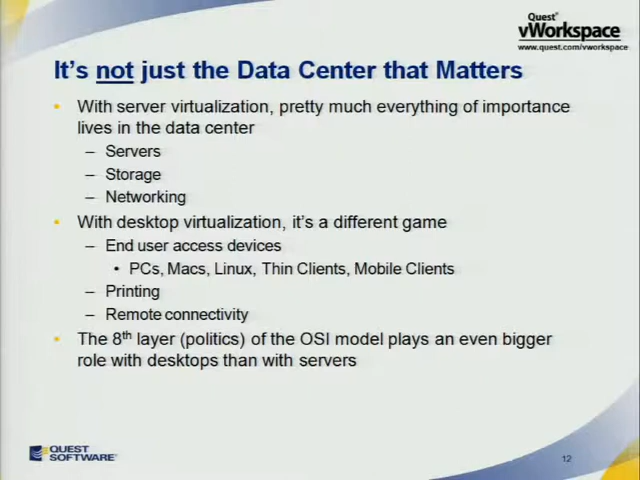 Quest®
vWorkspace
www.quest.com/vworkspace
It's not just the Data Center that Matters
• With server virtualization, pretty much everything of importance
lives in the data center
– Servers
– Storage
– Networking
• With desktop virtualization, it's a different game
– End user access devices
• PCs, Macs, Linux, Thin Clients, Mobile Clients
– Printing
– Remote connectivity
• The 8th layer (politics) of the OSI model plays an even bigger
role with desktops than with servers
QUEST
SOFTWARE®
12